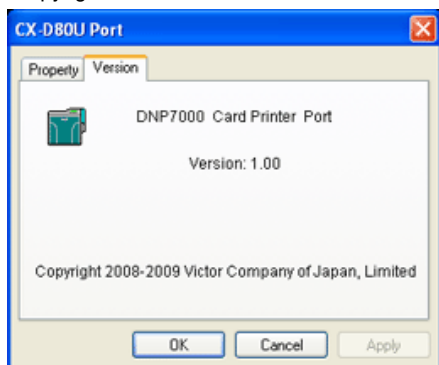 CX-D80U Port
Property Version
DNP7000 Card Printer Port
Version: 1.00
Copyright 2008-2009 Victor Company of Japan, Limited
OK Cancel Apply